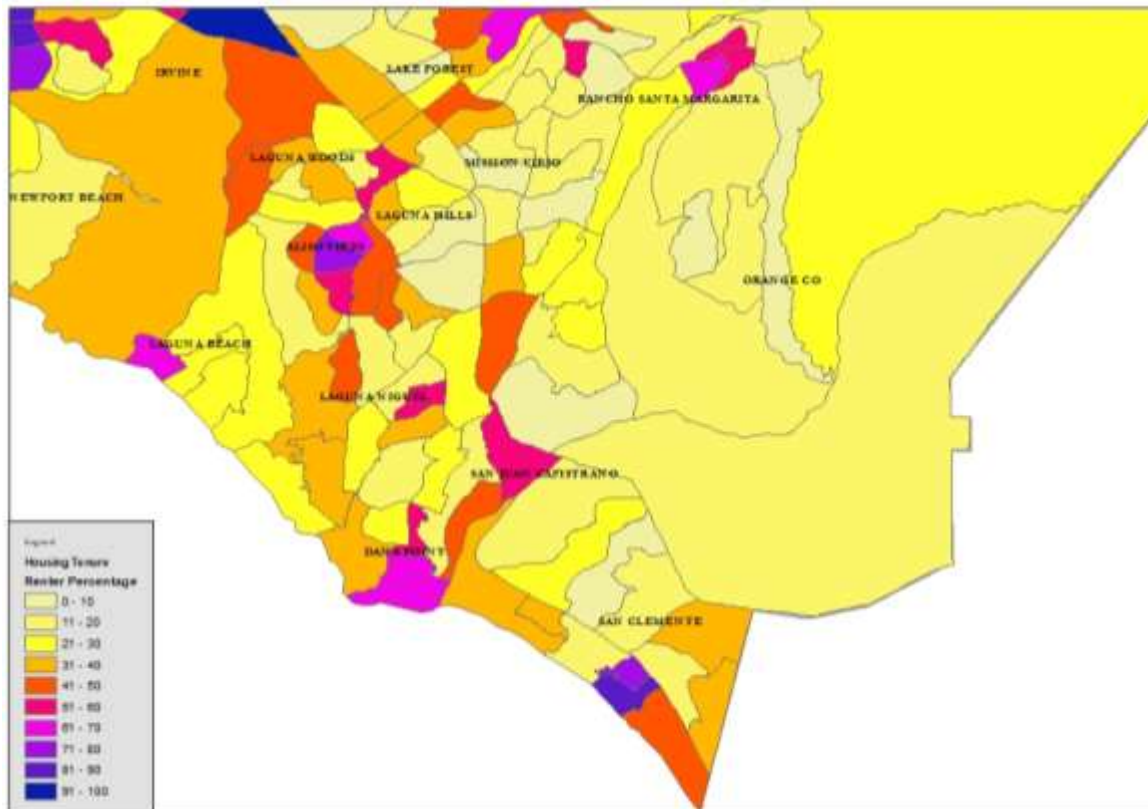 IRVINE
LAKE FOREST
RANCHO SANTA MARGARITA
LAGUNA WOODS
MISSION VIEJO
NEWPORT BEACH
LAGUNA HILLS
ALISO VIEJO
ORANGE CO
LAGUNA BEACH
LAGUNA NIGUEL
SAN JUAN CAPISTRANO
DANA POINT
SAN CLEMENTE
Legend
Housing Tenure
Renter Percentage
0 - 10
11 - 20
21 - 30
31 - 40
41 - 50
51 - 60
61 - 70
71 - 80
81 - 90
91 - 100